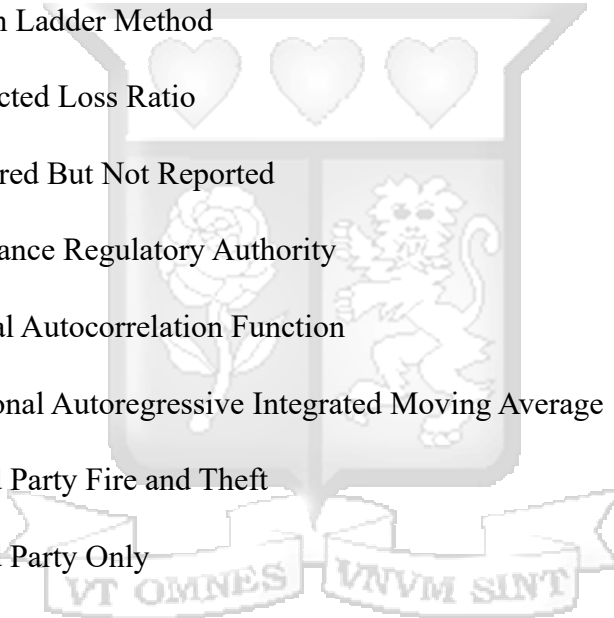 n Ladder Method
cted Loss Ratio
red But Not Reported
ance Regulatory Authority
al Autocorrelation Function
onal Autoregressive Integrated Moving Average
Party Fire and Theft
Party Only
VT OMNES VNVM SINT